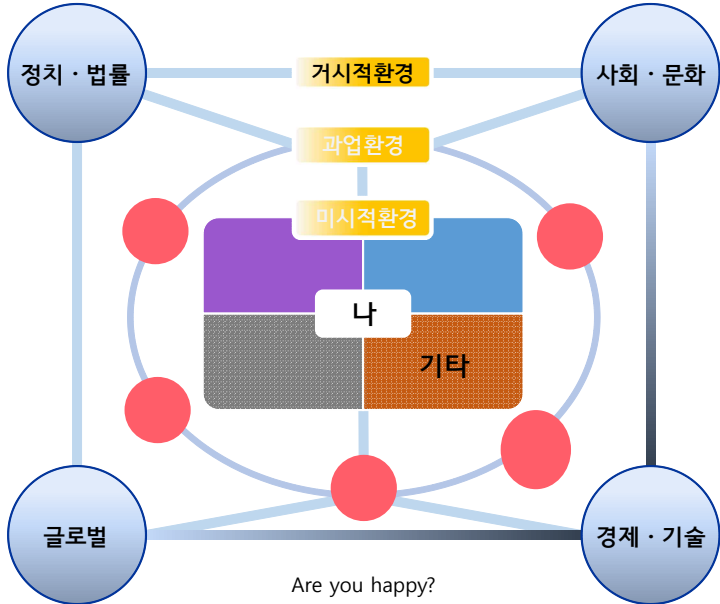 정치 · 법률
거시적환경
사회 · 문화
과업환경
미시적환경
나
기타
글로벌
경제 · 기술
Are you happy?